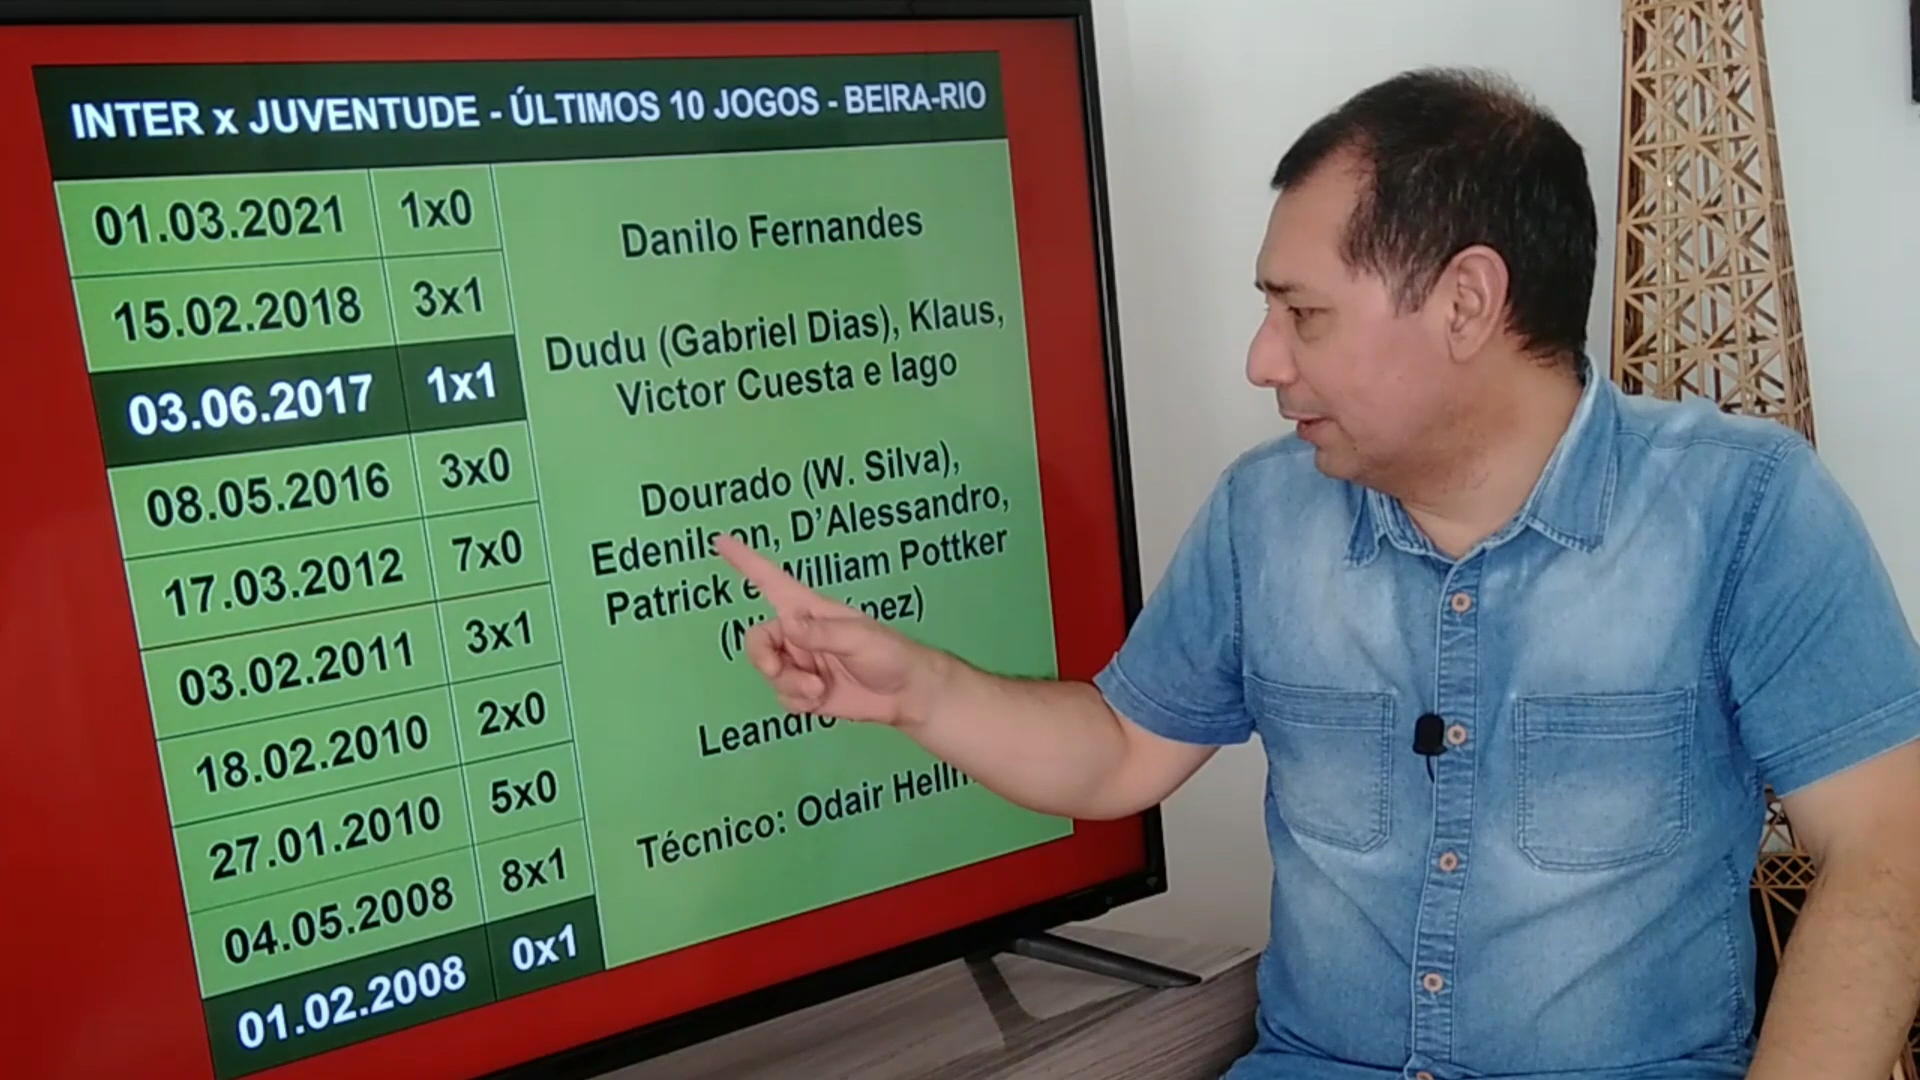 INTER x JUVENTUDE - ÚLTIMOS 10 JOGOS - BEIRA-RIO
01.03.2021 1x0
15.02.2018 3x1
03.06.2017 1x1
08.05.2016 3x0
17.03.2012 7x0
03.02.2011 3x1
18.02.2010 2x0
27.01.2010 5x0
04.05.2008 8x1
01.02.2008 0x1
Danilo Fernandes
Dudu (Gabriel Dias), Klaus,
Victor Cuesta e Iago
Dourado (W. Silva),
Edenilson, D'Alessandro,
Patrick e William Pottker
Técnico: Odair